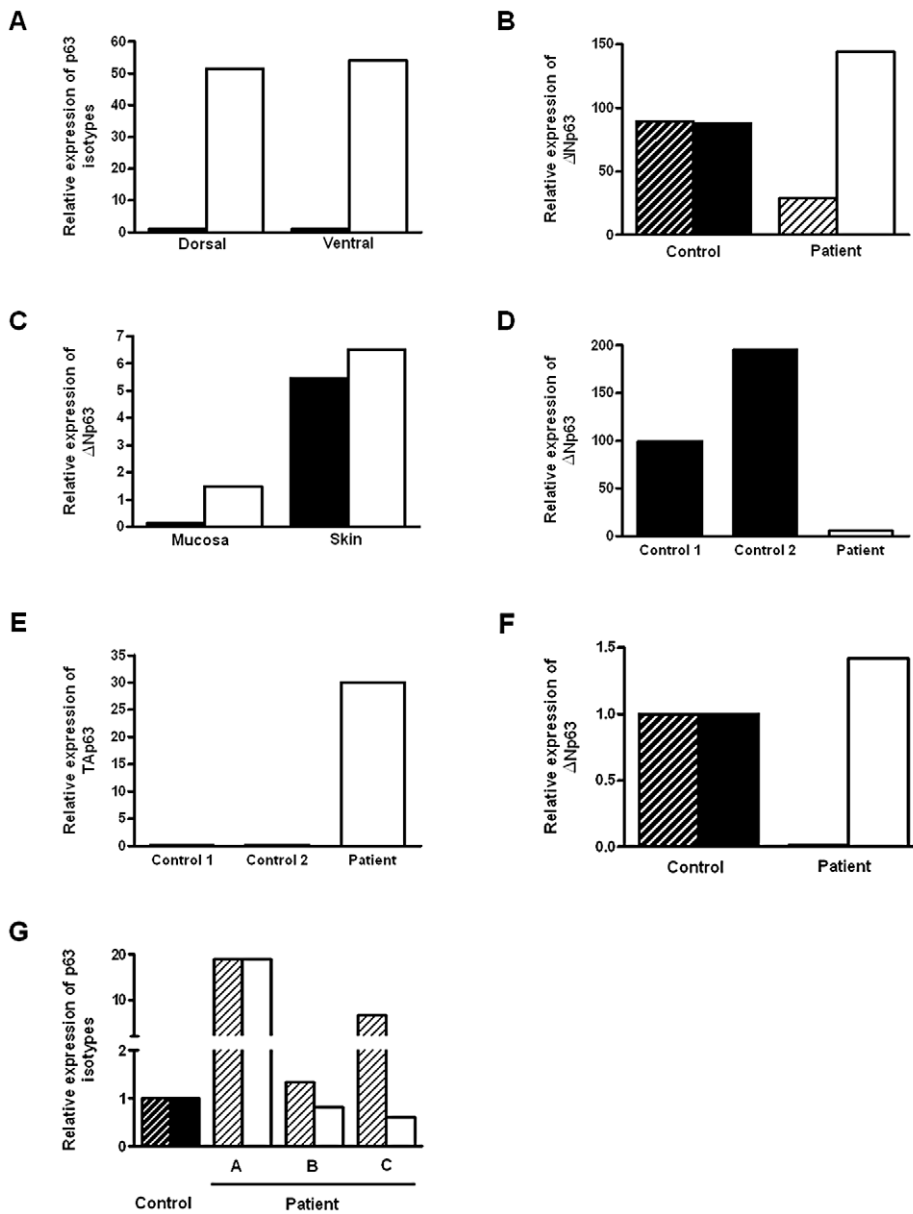 A
Relative expression of p63
isotypes
60
50
40
30
20
10
0
Dorsal
Ventral
B
Relative expression of
ΔNp63
150
100
50
0
Control
Patient
C
Relative expression of
ΔNp63
7
6
5
4
3
2
1
0
Mucosa
Skin
D
Relative expression of
ΔNp63
200
150
100
50
0
Control 1
Control 2
Patient
E
Relative expression of
TAp63
35
30
25
20
15
10
5
0
Control 1
Control 2
Patient
F
Relative expression of
ΔNp63
1.5
1.0
0.5
0.0
Control
Patient
G
Relative expression of p63
isotypes
20
10
2
1
0
A
B
C
Control
Patient